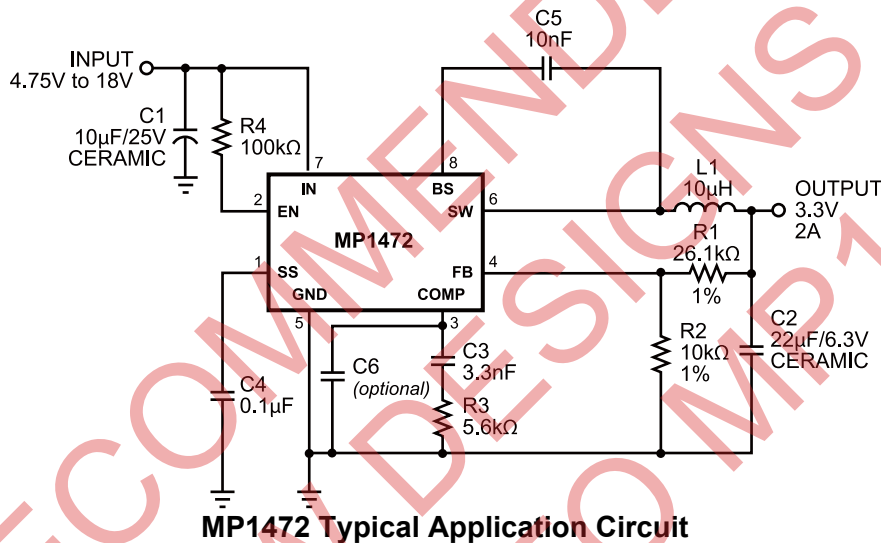 C5
10nF
INPUT
4.75V to 18V
C1
10µF/25V
CERAMIC
R4
100kΩ
7
8
IN
BS
L1
10µH
OUTPUT
3.3V
2A
2
EN
SW
6
MP1472
R1
26.1kΩ
1%
1
SS
FB
4
GND
COMP
5
3
R2
10kΩ
1%
C2
22µF/6.3V
CERAMIC
C6
(optional)
C3
3.3nF
C4
0.1µF
R3
5.6kΩ
MP1472 Typical Application Circuit
ECOMMENDE
DESIGNS
O MP1